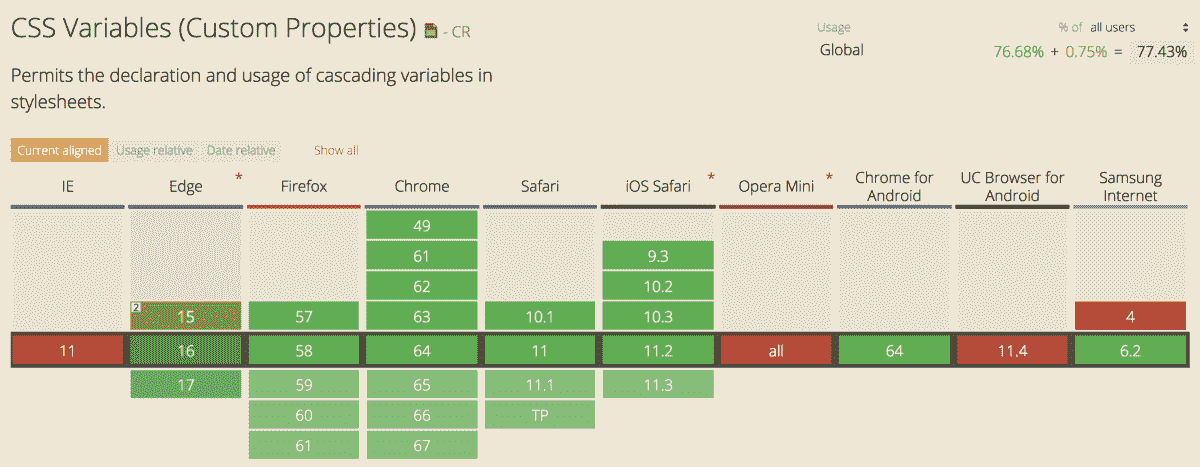 CSS Variables (Custom Properties) - CR
Usage % of all users
Global 76.68% + 0.75% = 77.43%
Permits the declaration and usage of cascading variables in
stylesheets.
Current aligned Usage relative Date relative Show all
IE Edge * Firefox Chrome Safari iOS Safari * Opera Mini * Chrome for Android UC Browser for Android Samsung Internet
49
61 9.3
62 10.2
2 15 57 63 10.1 10.3 4
11 16 58 64 11 11.2 all 64 11.4 6.2
17 59 65 11.1 11.3
60 66 TP
61 67